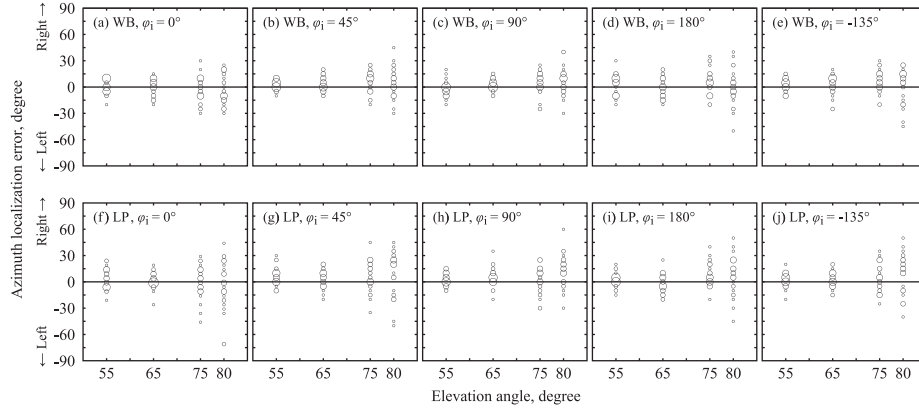 (a) WB, φi = 0°
(b) WB, φi = 45°
(c) WB, φi = 90°
(d) WB, φi = 180°
(e) WB, φi = -135°
90
60
30
0
-30
-60
-90
Right →
← Left
(f) LP, φi = 0°
(g) LP, φi = 45°
(h) LP, φi = 90°
(i) LP, φi = 180°
(j) LP, φi = -135°
90
60
30
0
-30
-60
-90
Right →
← Left
Azimuth localization error, degree
55 65 75 80 55 65 75 80 55 65 75 80 55 65 75 80 55 65 75 80
Elevation angle, degree